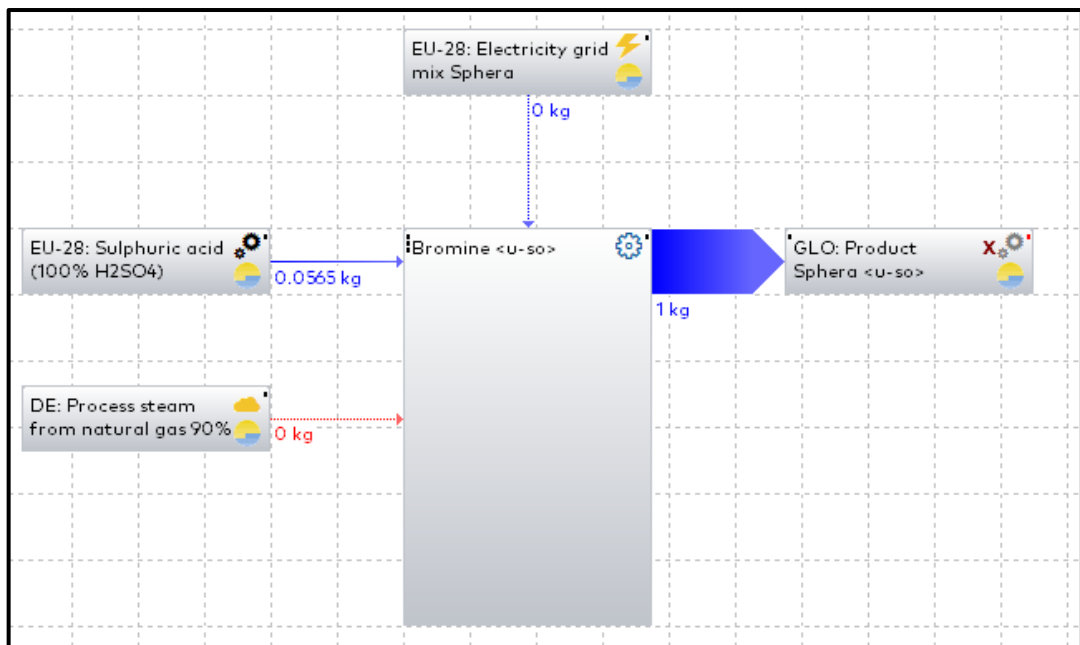 EU-28: Electricity grid
mix Sphera
0 kg
EU-28: Sulphuric acid
(100% H2SO4)
0.0565 kg
Bromine <u-so>
1 kg
GLO: Product
Sphera <u-so>
DE: Process steam
from natural gas 90%
0 kg